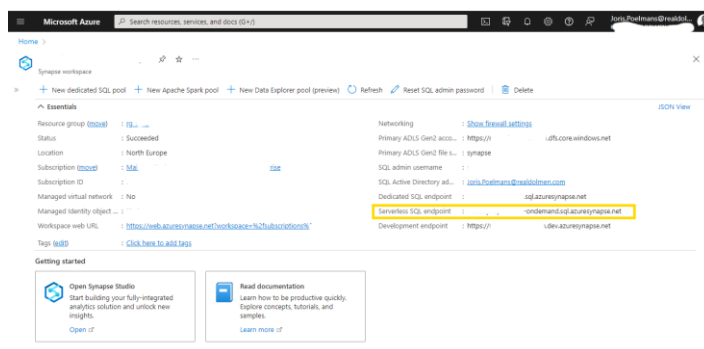 Microsoft Azure
Search resources, services, and docs (G+/)
Joris.Poelmans@realdol...
Home >
Synapse workspace
New dedicated SQL pool New Apache Spark pool New Data Explorer pool (preview) Refresh Reset SQL admin password Delete
Essentials JSON View
Resource group (move) : rg...
Networking : Show firewall settings
Status : Succeeded
Primary ADLS Gen2 acco... : https:// .dfs.core.windows.net
Location : North Europe
Primary ADLS Gen2 file s... : synapse
Subscription (move) : Mai rise
SQL admin username :
Subscription ID :
SQL Active Directory ad... : Joris.Poelmans@realdolmen.com
Managed virtual network : No
Dedicated SQL endpoint : .sql.azuresynapse.net
Managed Identity object ... :
Serverless SQL endpoint : -ondemand.sql.azuresynapse.net
Workspace web URL : https://web.azuresynapse.net?workspace=%2fsubscriptions%
Development endpoint : https:// .dev.azuresynapse.net
Tags (edit) : Click here to add tags
Getting started
Open Synapse Studio
Start building your fully-integrated
analytics solution and unlock new
insights.
Open
Read documentation
Learn how to be productive quickly.
Explore concepts, tutorials, and
samples.
Learn more